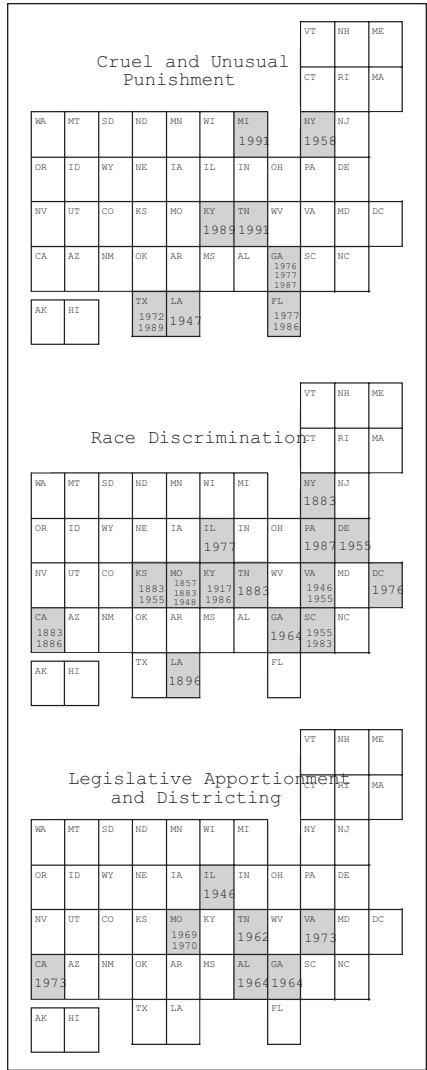 VT NH ME
Cruel and Unusual
Punishment
CT RI MA
WA MT SD ND MN WI MI NY NJ
1991 1958
OR ID WY NE IA IL IN OH PA DE
NV UT CO KS MO KY TN WV VA MD DC
1989 1991
CA AZ NM OK AR MS AL GA SC NC
1976
1977
1987
AK HI TX LA FL
1972 1947 1977
1989 1986
VT NH ME
Race Discrimination
CT RI MA
WA MT SD ND MN WI MI NY NJ
1883
OR ID WY NE IA IL IN OH PA DE
1977 1987 1955
NV UT CO KS MO KY TN WV VA MD DC
1883 1857 1917 1883 1946 1976
1955 1883 1986 1955
1948
CA AZ NM OK AR MS AL GA SC NC
1883 1964 1955
1886 1983
AK HI TX LA FL
1896
VT NH ME
Legislative Apportionment
and Districting
CT RI MA
WA MT SD ND MN WI MI NY NJ
OR ID WY NE IA IL IN OH PA DE
1946
NV UT CO KS MO KY TN WV VA MD DC
1969 1962 1973
1970
CA AZ NM OK AR MS AL GA SC NC
1973 1964 1964
AK HI TX LA FL